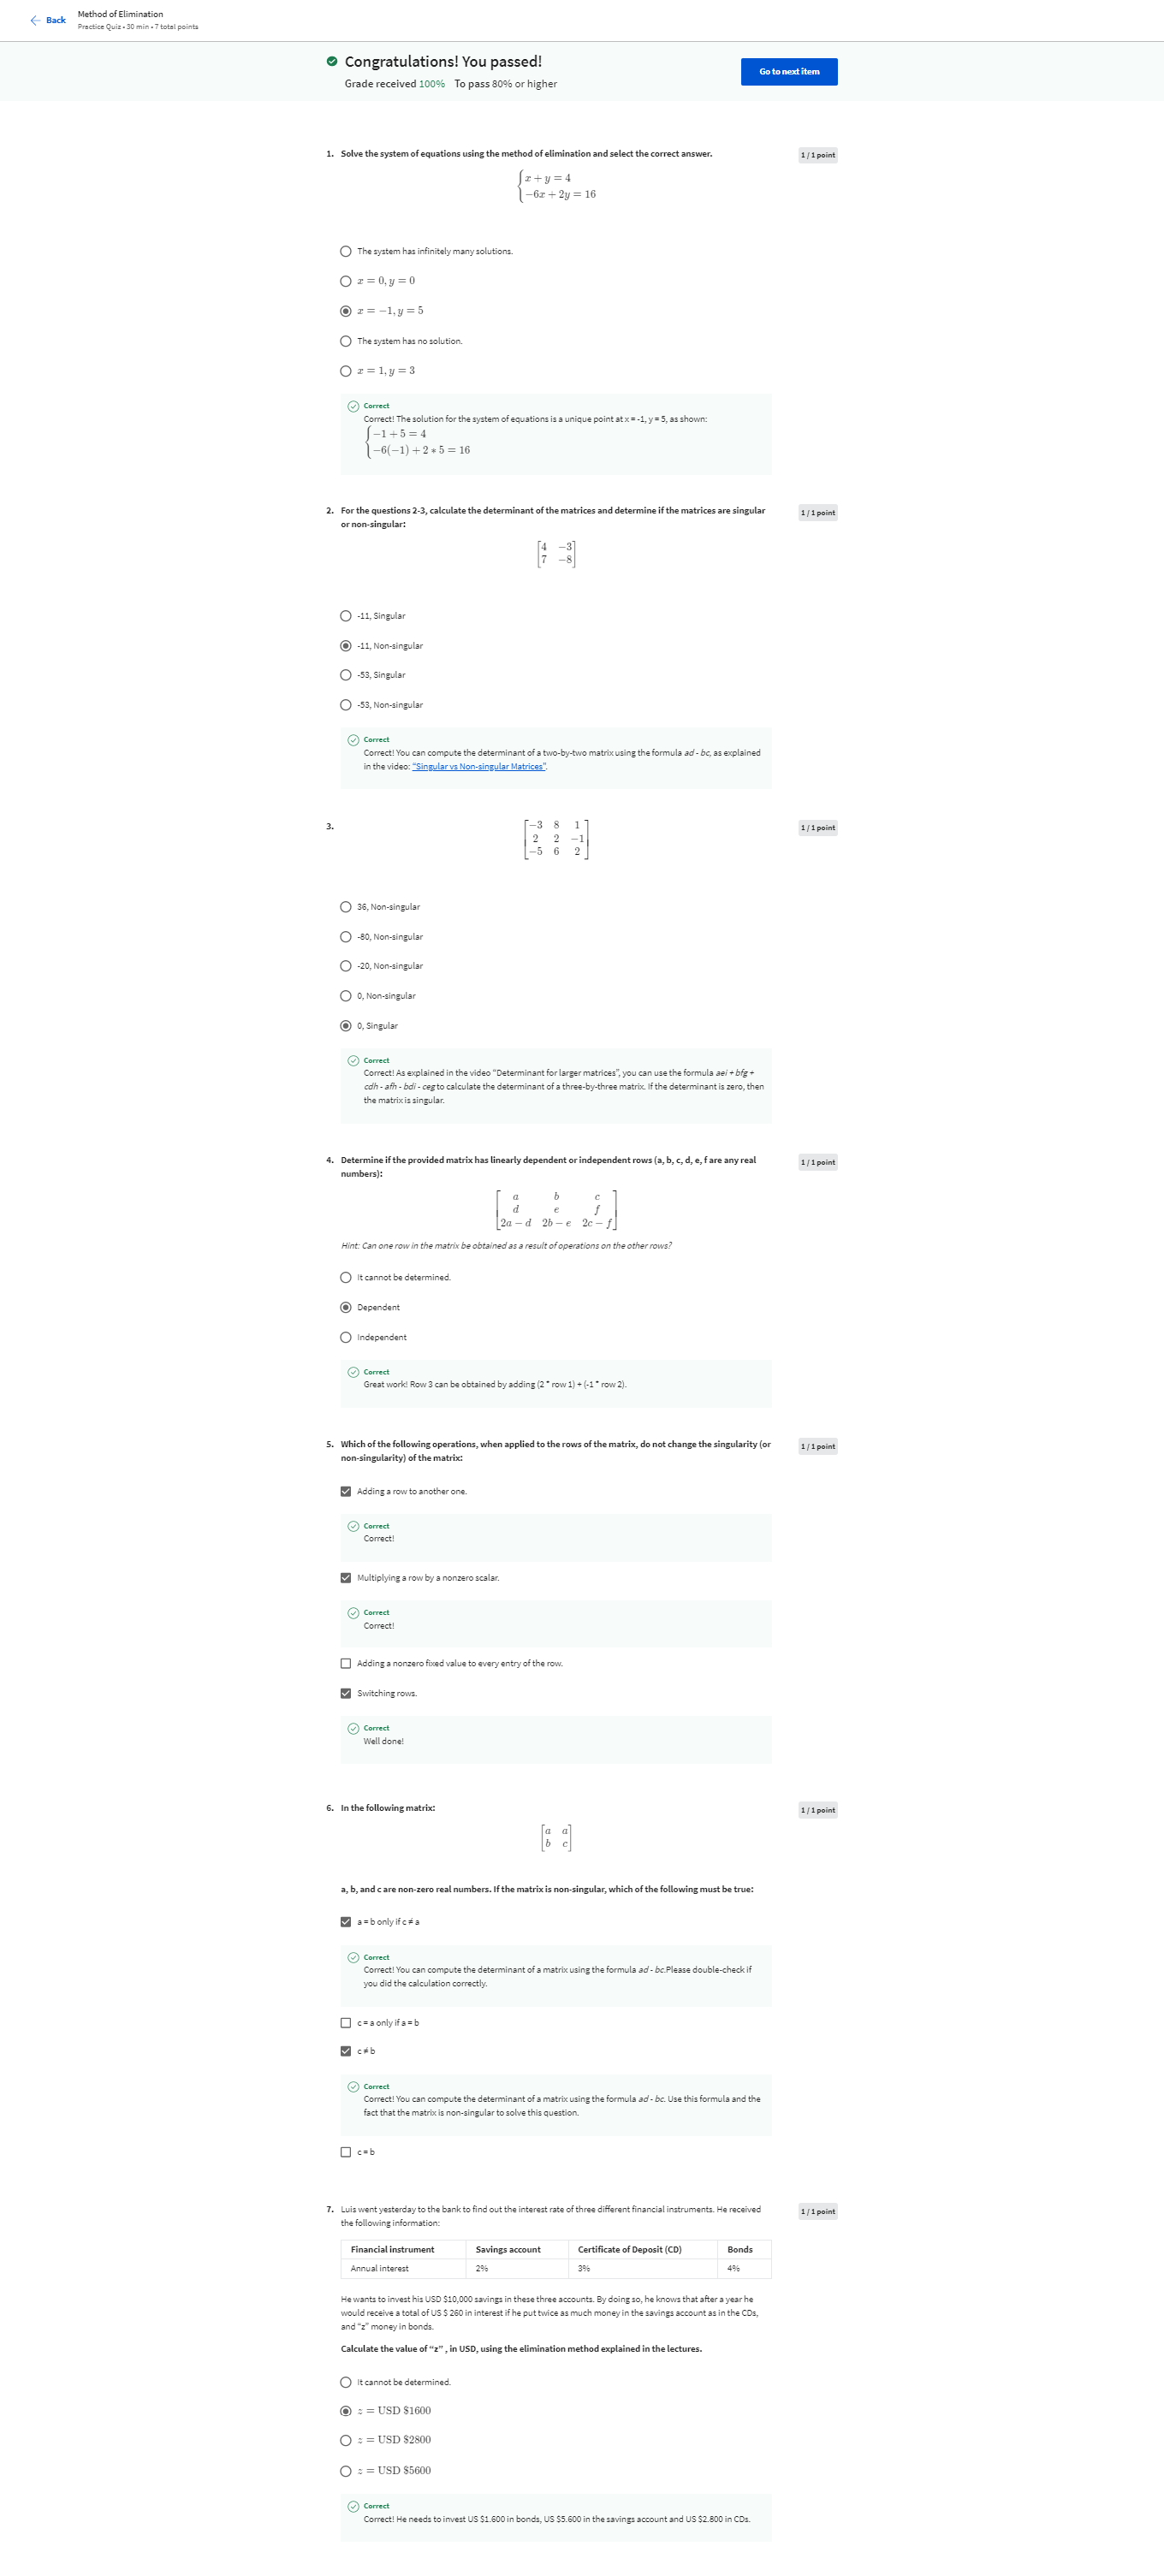 Back
Method of Elimination
Practice Quiz • 30 min • 7 total points
Congratulations! You passed!
Grade received 100% To pass 80% or higher
Go to next item
1. Solve the system of equations using the method of elimination and select the correct answer.
1 / 1 point
x + y = 4
−6x + 2y = 16
The system has infinitely many solutions.
x = 0, y = 0
x = −1, y = 5
The system has no solution.
x = 1, y = 3
Correct
Correct! The solution for the system of equations is a unique point at x = -1, y = 5, as shown:
−1 + 5 = 4
−6(−1) + 2 ∗ 5 = 16
2. For the questions 2-3, calculate the determinant of the matrices and determine if the matrices are singular
or non-singular:
1 / 1 point
4 −3
7 −8
-11, Singular
-11, Non-singular
-53, Singular
-53, Non-singular
Correct
Correct! You can compute the determinant of a two-by-two matrix using the formula ad - bc, as explained
in the video: "Singular vs Non-singular Matrices".
3.
1 / 1 point
−3 8 1
2 2 −1
−5 6 2
36, Non-singular
-80, Non-singular
-20, Non-singular
0, Non-singular
0, Singular
Correct
Correct! As explained in the video "Determinant for larger matrices", you can use the formula aei + bfg +
cdh - afh - bdi - ceg to calculate the determinant of a three-by-three matrix. If the determinant is zero, then
the matrix is singular.
4. Determine if the provided matrix has linearly dependent or independent rows (a, b, c, d, e, f are any real
numbers):
1 / 1 point
a b c
d e f
2a − d 2b − e 2c − f
Hint: Can one row in the matrix be obtained as a result of operations on the other rows?
It cannot be determined.
Dependent
Independent
Correct
Great work! Row 3 can be obtained by adding (2 * row 1) + (-1 * row 2).
5. Which of the following operations, when applied to the rows of the matrix, do not change the singularity (or
non-singularity) of the matrix:
1 / 1 point
Adding a row to another one.
Correct
Correct!
Multiplying a row by a nonzero scalar.
Correct
Correct!
Adding a nonzero fixed value to every entry of the row.
Switching rows.
Correct
Well done!
6. In the following matrix:
1 / 1 point
a a
b c
a, b, and c are non-zero real numbers. If the matrix is non-singular, which of the following must be true:
a = b only if c ≠ a
Correct
Correct! You can compute the determinant of a matrix using the formula ad - bc.Please double-check if
you did the calculation correctly.
c = a only if a = b
c ≠ b
Correct
Correct! You can compute the determinant of a matrix using the formula ad - bc. Use this formula and the
fact that the matrix is non-singular to solve this question.
c = b
7. Luis went yesterday to the bank to find out the interest rate of three different financial instruments. He received
the following information:
1 / 1 point
Financial instrument Savings account Certificate of Deposit (CD) Bonds
Annual interest 2% 3% 4%
He wants to invest his USD $10,000 savings in these three accounts. By doing so, he knows that after a year he
would receive a total of US $ 260 in interest if he put twice as much money in the savings account as in the CDs,
and "z" money in bonds.
Calculate the value of "z" , in USD, using the elimination method explained in the lectures.
It cannot be determined.
z = USD $1600
z = USD $2800
z = USD $5600
Correct
Correct! He needs to invest US $1.600 in bonds, US $5.600 in the savings account and US $2.800 in CDs.